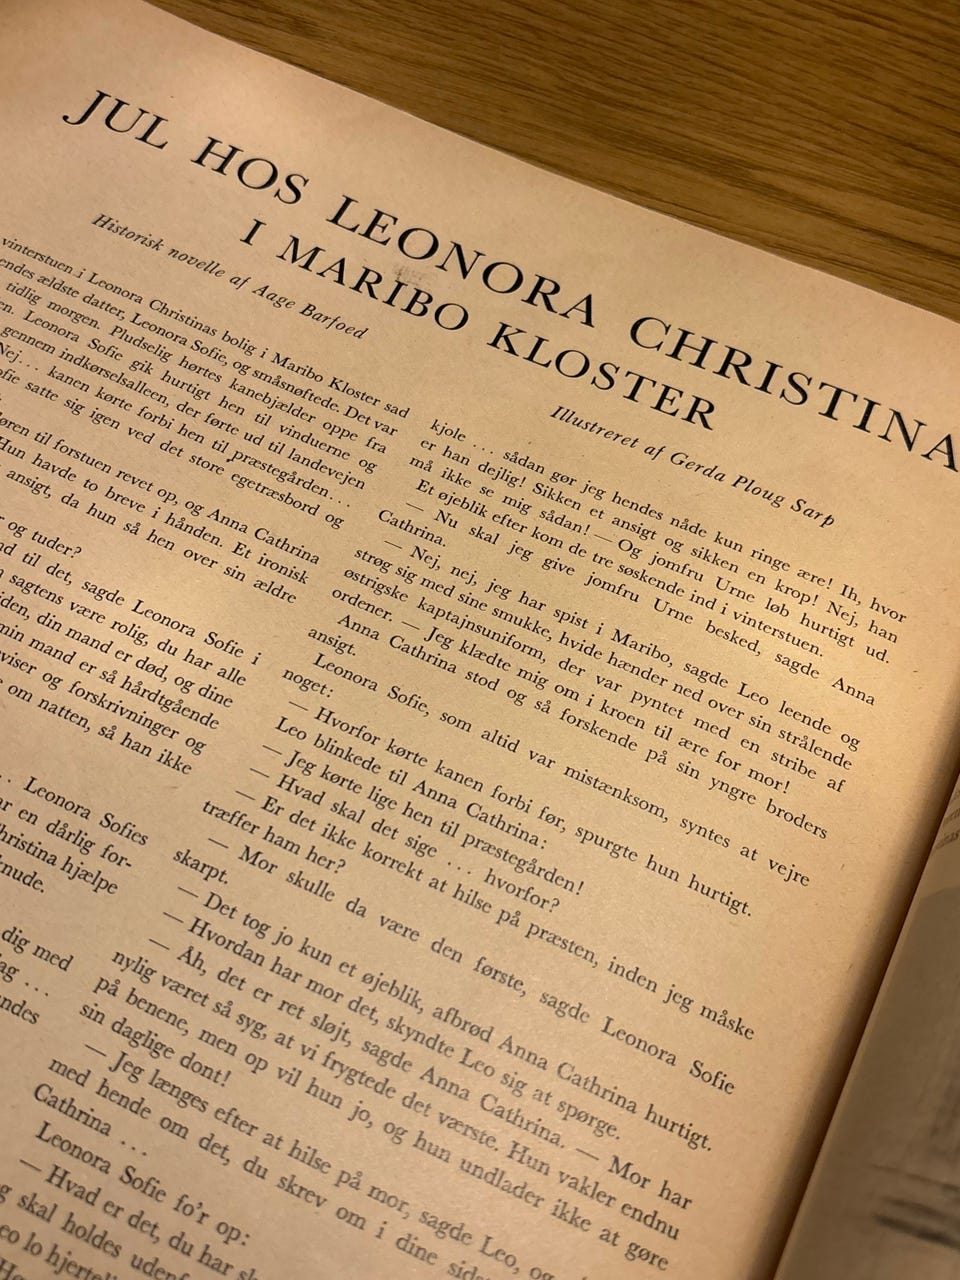 JUL HOS LEONORA CHRISTINA
I MARIBO KLOSTER
Historisk novelle af Aage Barfoed
Illustreret af Gerda Ploug Sarp
vinterstuen i Leonora Christinas bolig i Maribo Kloster sad
ældste datter, Leonora Sofie, og småsnøftede. Det var
tidlig morgen. Pludselig hørtes kanebjælder oppe fra
Leonora Sofie gik hurtigt hen til vinduerne og
gennem indkørselsalleen, der førte ud til landevejen
Nej... kanen kørte forbi hen til præstegården...
satte sig igen ved det store egetræsbord og
til forstuen revet op, og Anna Cathrina
Hun havde to breve i hånden. Et ironisk
ansigt, da hun så hen over sin ældre
og tuder?
til det, sagde Leonora Sofie i
sagtens være rolig, du har alle
din mand er død, og dine
min mand er så hårdtgående
og forskrivninger og
om natten, så han ikke
Leonora Sofies
en dårlig for-
hjælpe
dig med
kjole ... sådan gør jeg hendes nåde kun ringe ære! Ih, hvor
er han dejlig! Sikken et ansigt og sikken en krop! Nej, han
må ikke se mig sådan! — Og jomfru Urne løb hurtigt ud.
Et øjeblik efter kom de tre søskende ind i vinterstuen.
— Nu skal jeg give jomfru Urne besked, sagde Anna
Cathrina.
— Nej, nej, jeg har spist i Maribo, sagde Leo leende og
strøg sig med sine smukke, hvide hænder ned over sin strålende
østrigske kaptajnsuniform, der var pyntet med en stribe af
ordener. — Jeg klædte mig om i kroen til ære for mor!
Anna Cathrina stod og så forskende på sin yngre broders
ansigt.
Leonora Sofie, som altid var mistænksom, syntes at vejre
noget:
— Hvorfor kørte kanen forbi før, spurgte hun hurtigt.
Leo blinkede til Anna Cathrina:
— Jeg kørte lige hen til præstegården!
— Hvad skal det sige ... hvorfor?
— Er det ikke korrekt at hilse på præsten, inden jeg måske
træffer ham her?
— Mor skulle da være den første, sagde Leonora Sofie
skarpt.
— Det tog jo kun et øjeblik, afbrød Anna Cathrina hurtigt.
— Hvordan har mor det, skyndte Leo sig at spørge.
— Åh, det er ret sløjt, sagde Anna Cathrina. — Mor har
nylig været så syg, at vi frygtede det værste. Hun vakler endnu
på benene, men op vil hun jo, og hun undlader ikke at gøre
sin daglige dont!
— Jeg længes efter at hilse på mor, sagde Leo, og
med hende om det, du skrev om i dine
Cathrina ...
Leonora Sofie fo'r op:
— Hvad er det, du har
skal holdes
lo